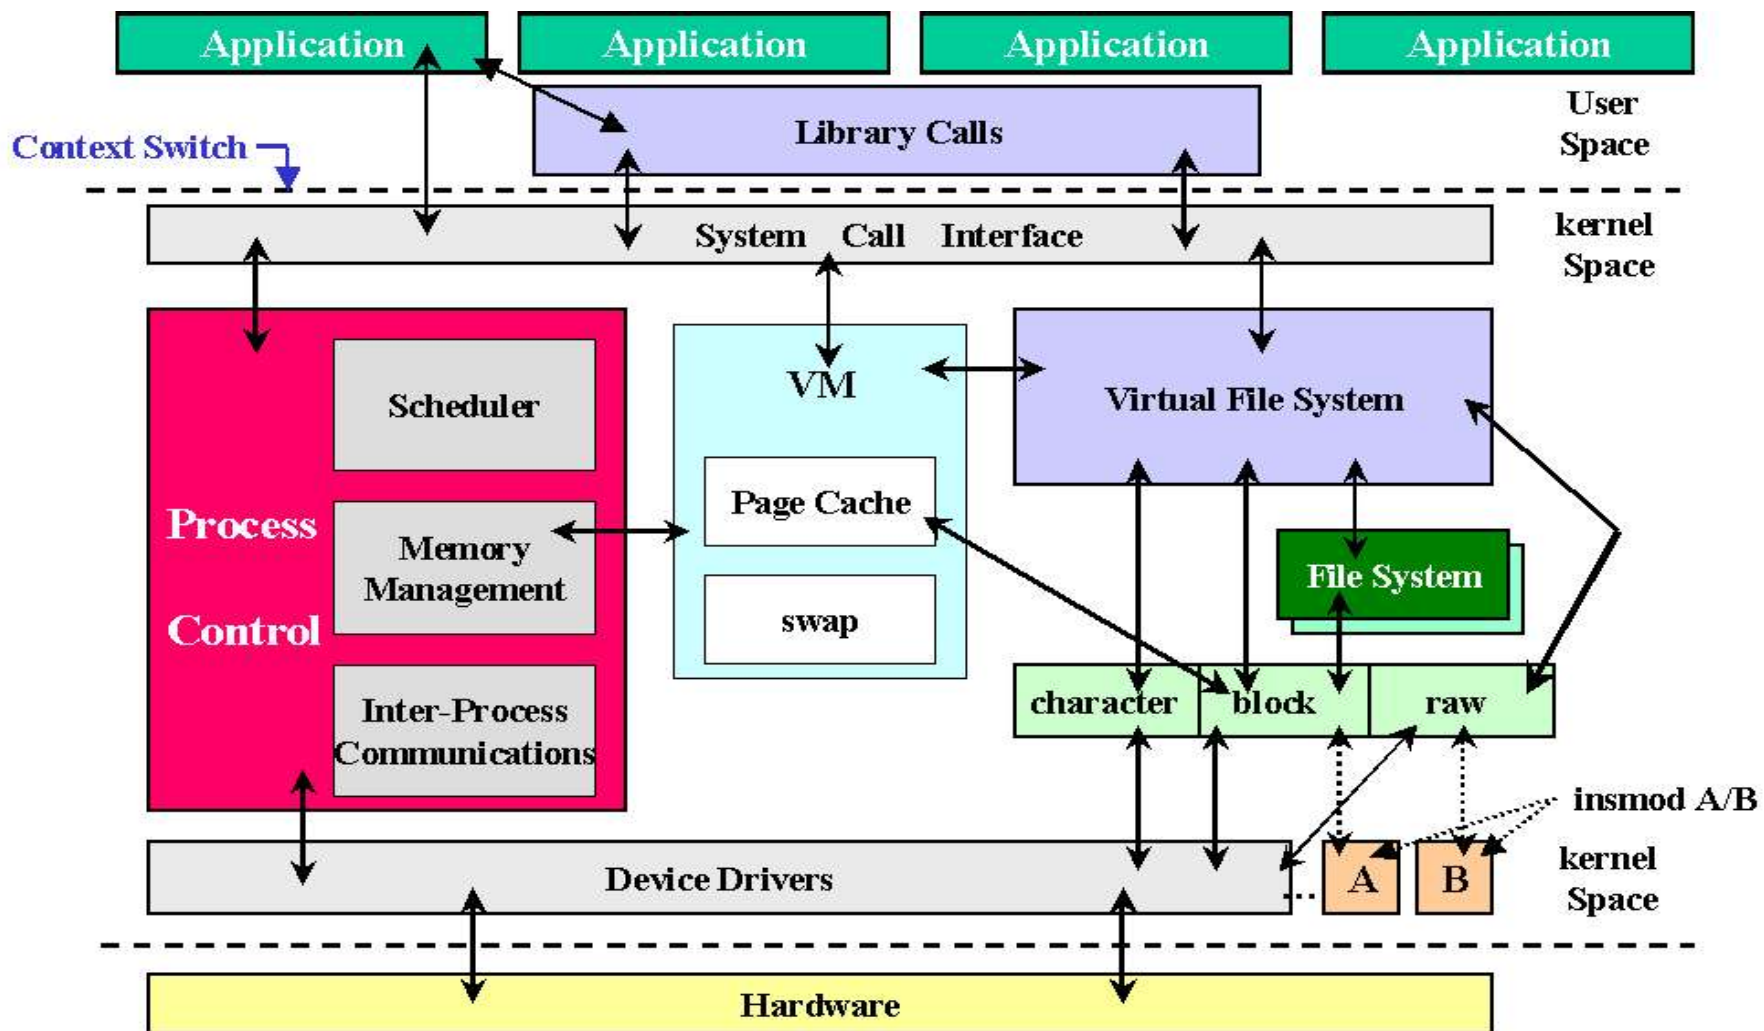 Application
Application
Application
Application
User
Space
Library Calls
Context Switch
System Call Interface
kernel
Space
Process
Control
Scheduler
Memory
Management
Inter-Process
Communications
VM
Page Cache
swap
Virtual File System
File System
character
block
raw
insmod A/B
Device Drivers
A
B
kernel
Space
Hardware